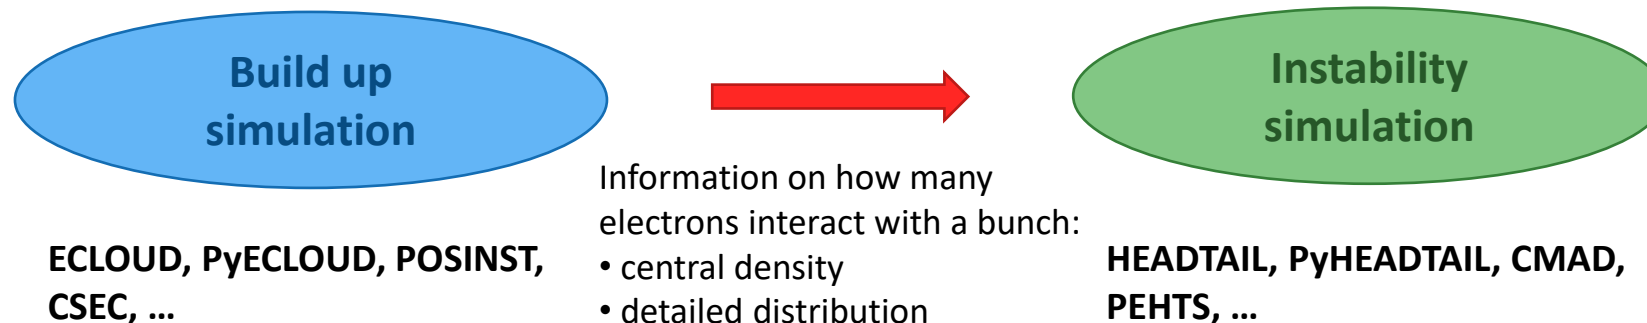 Build up
simulation
Instability
simulation
Information on how many
electrons interact with a bunch:
• central density
• detailed distribution
ECLOUD, PyECLOUD, POSINST,
CSEC, ...
HEADTAIL, PyHEADTAIL, CMAD,
PEHTS, ...